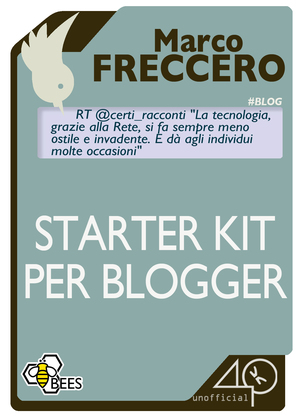 Marco
FRECCERO
#BLOG
RT @certi_racconti "La tecnologia,
grazie alla Rete, si fa sempre meno
ostile e invadente. E dà agli individui
molte occasioni"
STARTER KIT
PER BLOGGER
BEES
40K
unofficial